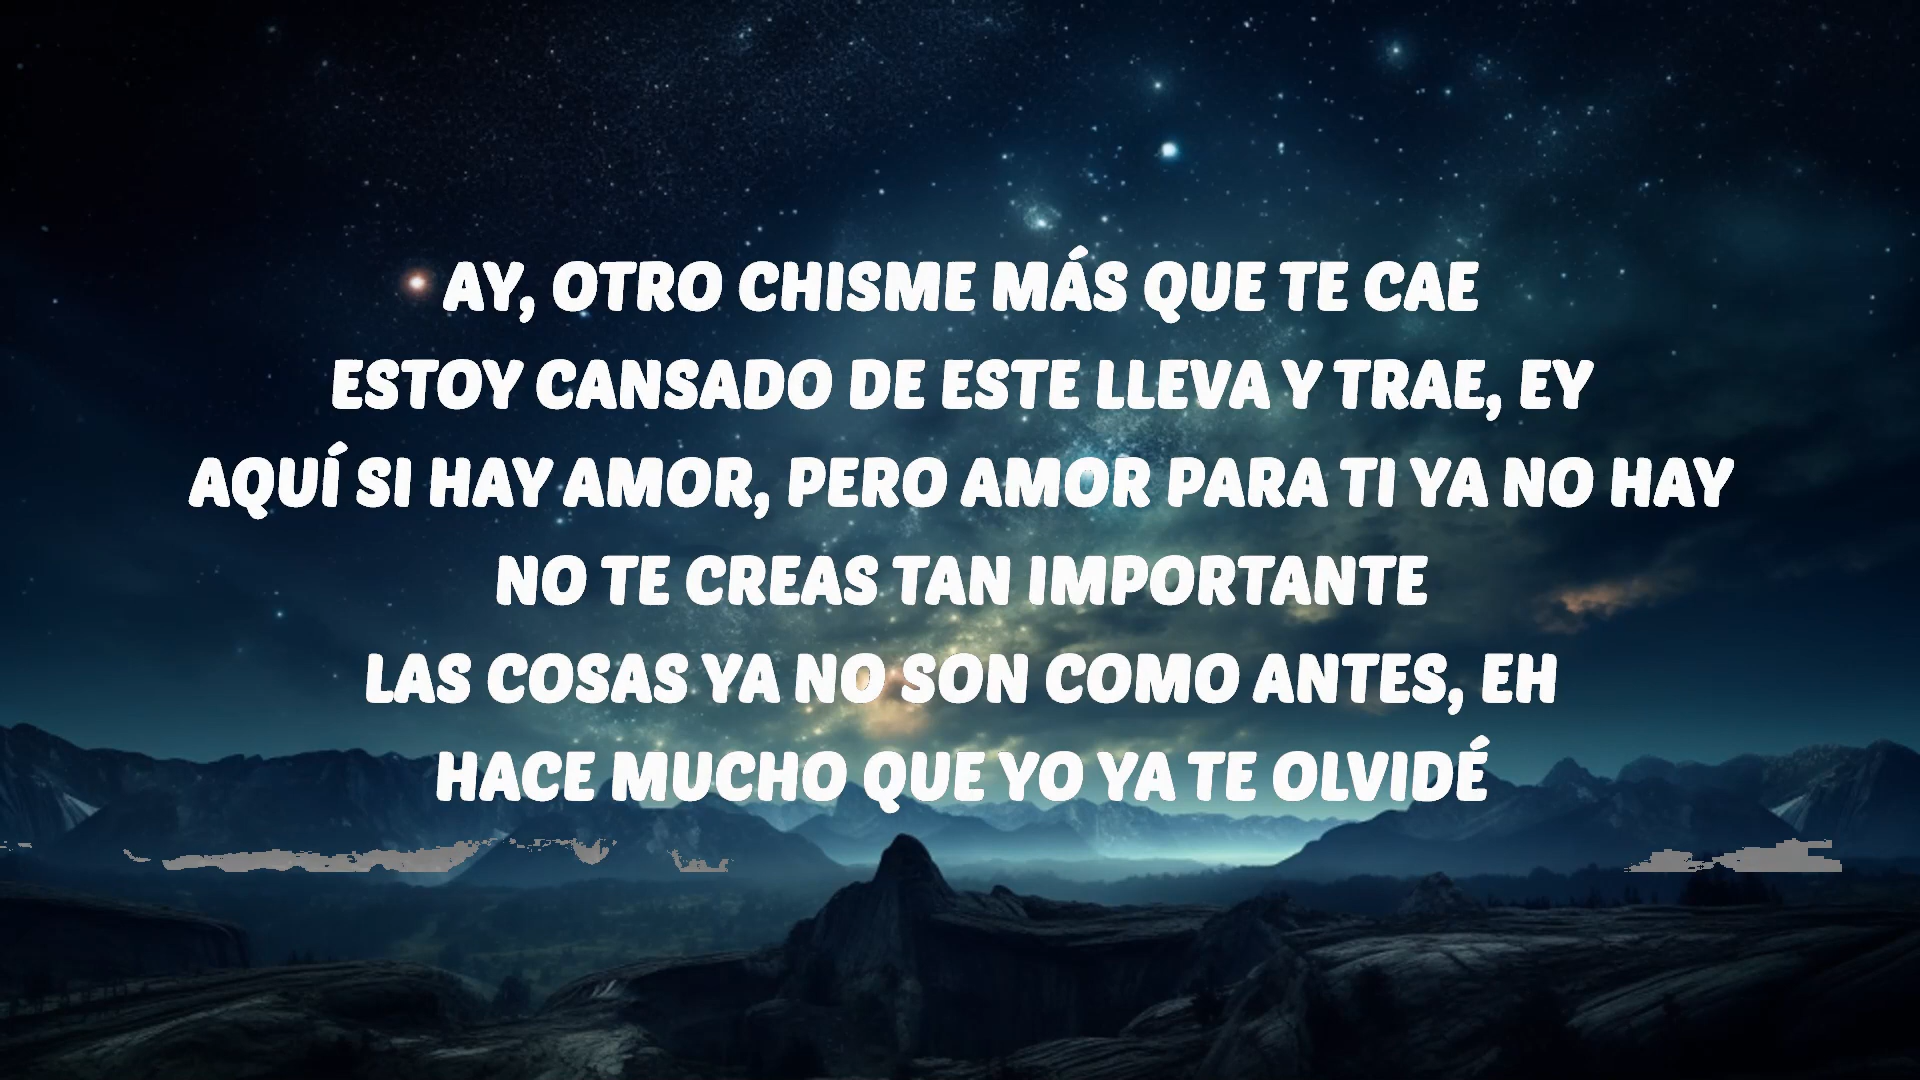 AY, OTRO CHISME MÁS QUE TE CAE
ESTOY CANSADO DE ESTE LLEVA Y TRAE, EY
AQUÍ SI HAY AMOR, PERO AMOR PARA TI YA NO HAY
NO TE CREAS TAN IMPORTANTE
LAS COSAS YA NO SON COMO ANTES, EH
HACE MUCHO QUE YO YA TE OLVIDÉ